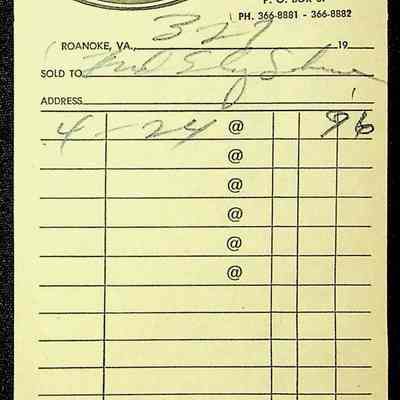 P. O. BOX
PH. 366-8881 - 366-8882
ROANOKE, VA., 19
SOLD TO
ADDRESS
4 - 24 @ 96
@
@
@
@
@